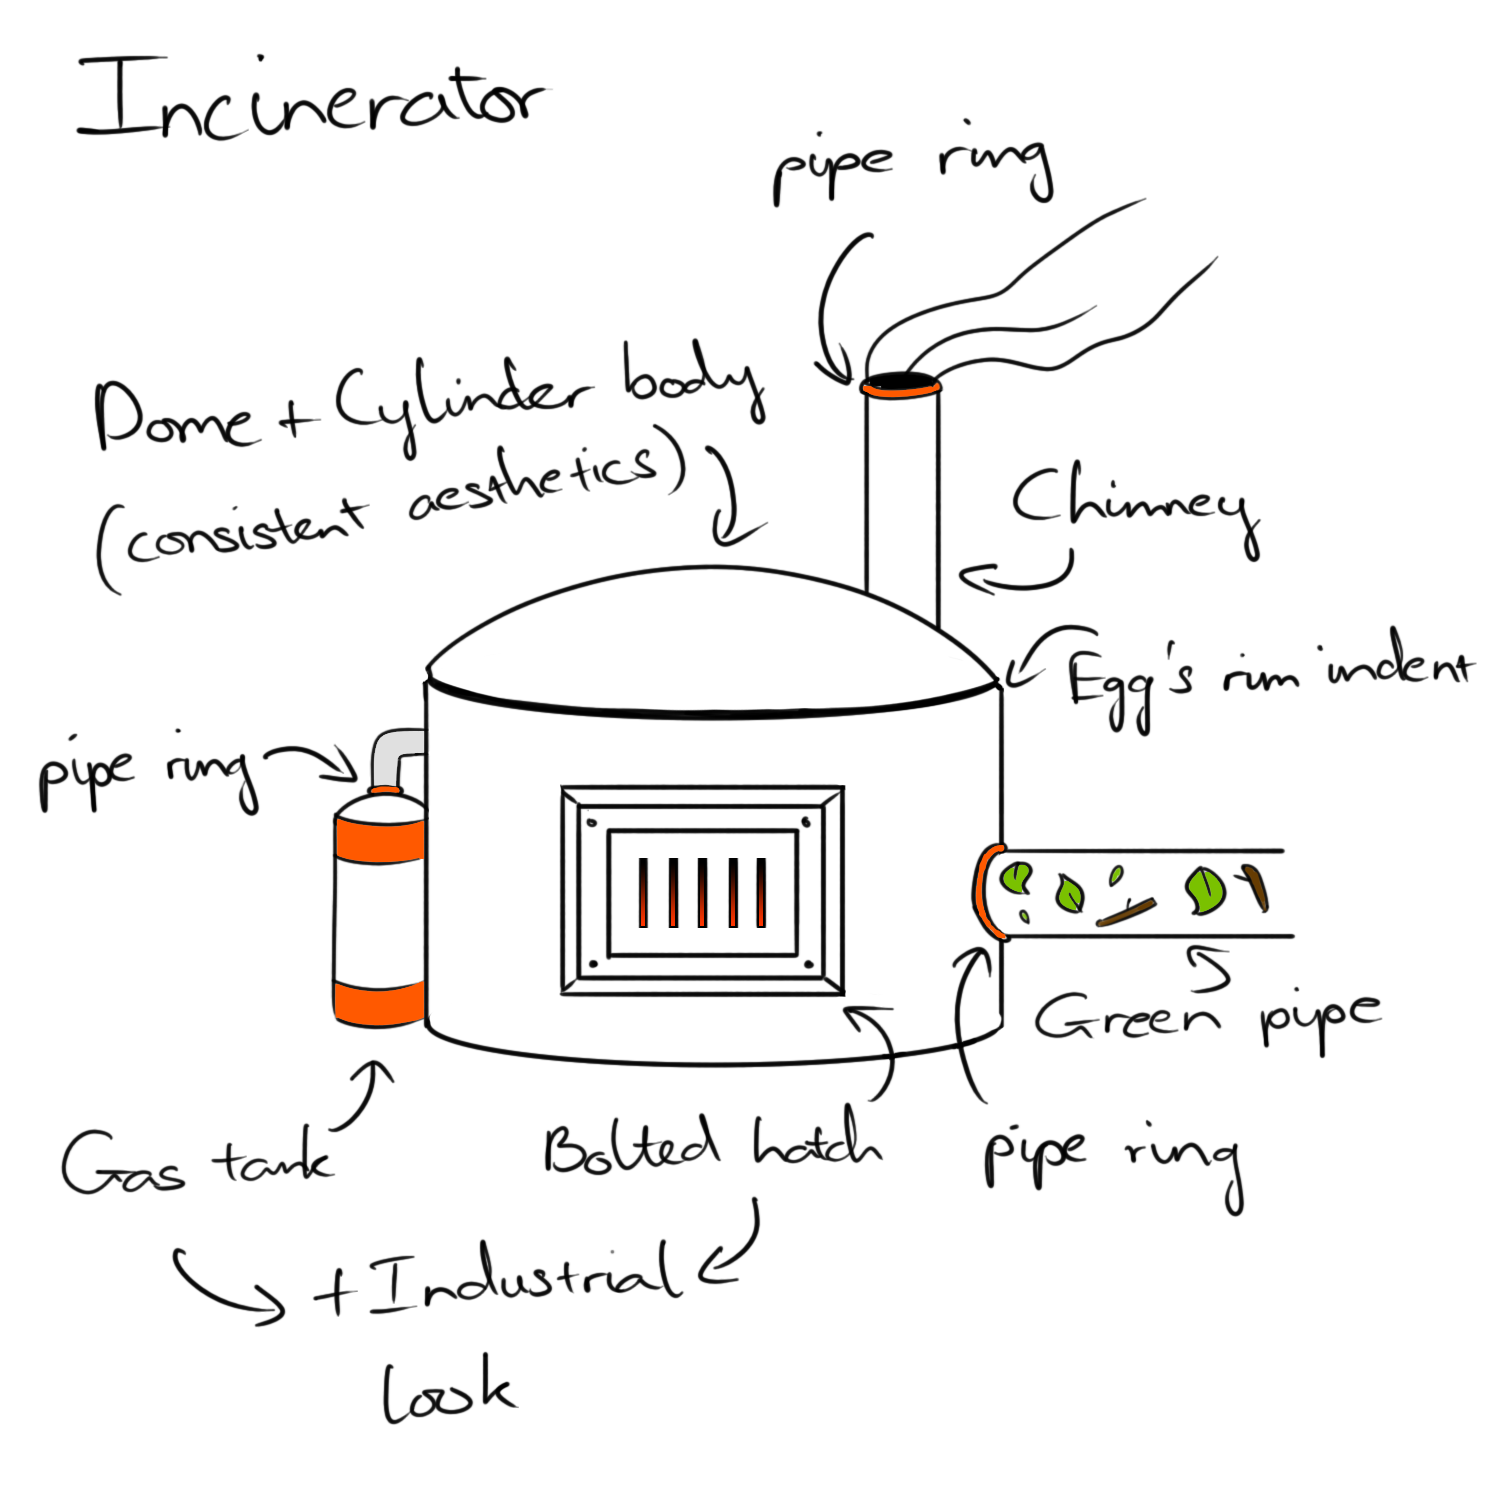 Incinerator
pipe ring
Dome + Cylinder body
(consistent aesthetics)
Chimney
Egg's rim indent
pipe ring
Green pipe
Gas tank
Bolted hatch
pipe ring
+ Industrial
look